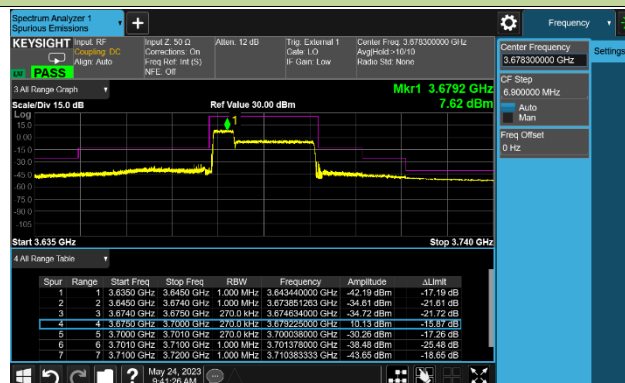 Spectrum Analyzer 1
Spurious Emissions
Frequency
KEYSIGHT
Input: RF
Coupling: DC
Align: Auto
Input Z: 50 Ω
Corrections: On
Freq Ref: Int (S)
NFE: Off
Atten: 12 dB
Trig: External 1
Gate: LO
IF Gain: Low
Center Freq: 3.678300000 GHz
Avg|Hold:>10/10
Radio Std: None
PASS
Center Frequency
3.678300000 GHz
Settings
CF Step
6.900000 MHz
Auto
Man
Freq Offset
0 Hz
3 All Range Graph
Mkr1 3.6792 GHz
7.62 dBm
Scale/Div 15.0 dB
Ref Value 30.00 dBm
Log
15.0
0.00
-15.0
-30.0
-45.0
-60.0
-75.0
-90.0
-105
1
Start 3.635 GHz
Stop 3.740 GHz
4 All Range Table
Spur Range Start Freq Stop Freq RBW Frequency Amplitude ΔLimit
1 1 3.6350 GHz 3.6450 GHz 1.000 MHz 3.643440000 GHz -42.19 dBm -17.19 dB
2 2 3.6450 GHz 3.6740 GHz 1.000 MHz 3.673851263 GHz -34.61 dBm -21.61 dB
3 3 3.6740 GHz 3.6750 GHz 270.0 kHz 3.674634000 GHz -34.72 dBm -21.72 dB
4 4 3.6750 GHz 3.7000 GHz 270.0 kHz 3.679225000 GHz 10.13 dBm -15.87 dB
5 5 3.7000 GHz 3.7010 GHz 270.0 kHz 3.700038000 GHz -30.26 dBm -17.26 dB
6 6 3.7010 GHz 3.7100 GHz 1.000 MHz 3.701378000 GHz -38.48 dBm -25.48 dB
7 7 3.7100 GHz 3.7200 GHz 1.000 MHz 3.710383333 GHz -43.65 dBm -18.65 dB
May 24, 2023
9:41:26 AM